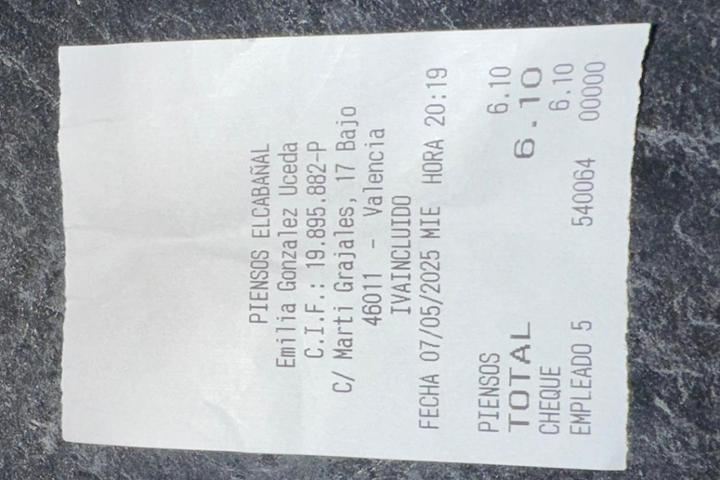 PIENSOS ELCABAÑAL
Emilia Gonzalez Uceda
C.I.F.: 19.895.882-P
C/ Marti Grajales, 17 Bajo
46011 - Valencia
IVAINCLUIDO
FECHA 07/05/2025 MIE HORA 20:19
PIENSOS 6.10
TOTAL 6.10
CHEQUE 6.10
EMPLEADO 5 540064 00000